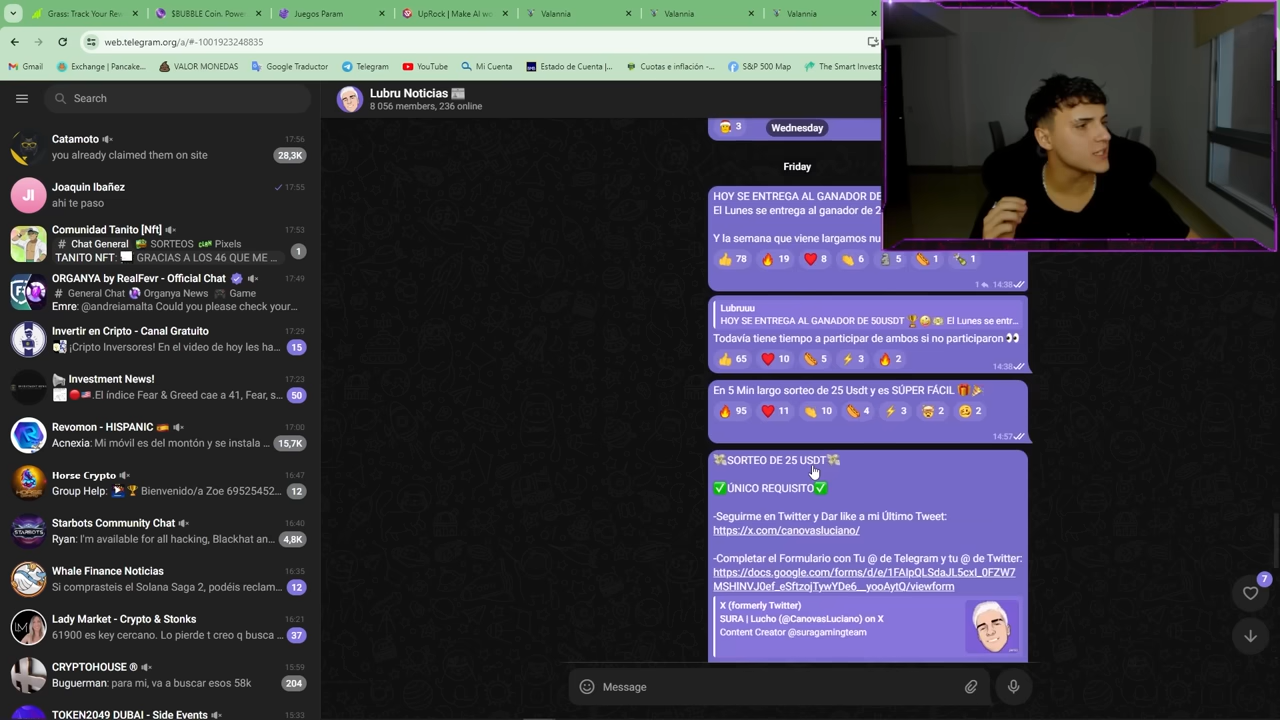 Grass: Track Your Rew
$BUBBLE Coin. Powe
Juegos Param
UpRock | Make AI we
Valannia
Valannia
Valannia
web.telegram.org/a/#-1001923248835
Gmail
Exchange | Pancake...
VALOR MONEDAS
Google Traductor
Telegram
YouTube
Mi Cuenta
Estado de Cuenta |...
Cuotas e inflación -...
S&P 500 Map
The Smart Investo
Search
Catamoto
17:56
you already claimed them on site
28,3K
JI
Joaquin Ibañez
17:55
ahi te paso
Comunidad Tanito [Nft]
17:53
# Chat General 📚 SORTEOS 👾 Pixels
TANITO NFT: GRACIAS A LOS 46 QUE ME ...
1
ORGANYA by RealFevr - Official Chat
17:49
# General Chat Organya News 🎮 Game
Emre: @andreiamalta Could you please check your...
Invertir en Cripto - Canal Gratuito
17:29
¡Cripto Inversores! En el video de hoy les ha...
15
Investment News!
17:23
🔴🇺🇸.El índice Fear & Greed cae a 41, Fear, s...
50
Revomon - HISPANIC
17:00
Acnexia: Mi móvil es del montón y se instala ...
15,7K
Horse Crypto
16:47
Group Help: Bienvenido/a Zoe 69525452...
12
Starbots Community Chat
16:40
Ryan: I'm available for all hacking, Blackhat an...
4,8K
Whale Finance Noticias
16:35
Si comprasteis el Solana Saga 2, podéis reclam...
12
Lady Market - Crypto & Stonks
16:21
61900 es key cercano. Lo pierde t creo q busca ...
37
CRYPTOHOUSE ®
15:59
Buguerman: para mi, va a buscar esos 58k
204
TOKEN2049 DUBAI - Side Events
15:33
Lubru Noticias 📰
8 056 members, 236 online
3
Wednesday
Friday
HOY SE ENTREGA AL GANADOR DE
El Lunes se entrega al ganador de 2
Y la semana que viene largamos nu
👍 78 🔥 19 ❤️ 8 👏 6 🗿 5 🌭 1 🍾 1
1 14:38
Lubruuu
HOY SE ENTREGA AL GANADOR DE 50USDT 🏆🤪💵 El Lunes se entr...
Todavía tiene tiempo a participar de ambos si no participaron 👀
👍 65 ❤️ 10 🌭 5 ⚡ 3 🔥 2
14:38
En 5 Min largo sorteo de 25 Usdt y es SÚPER FÁCIL 🎁🎉
🔥 95 ❤️ 11 👏 10 🌭 4 ⚡ 3 🤯 2 🥴 2
14:57
💸SORTEO DE 25 USDT💸
✅ÚNICO REQUISITO✅
-Seguirme en Twitter y Dar like a mi Último Tweet:
https://x.com/canovasluciano/
-Completar el Formulario con Tu @ de Telegram y tu @ de Twitter:
https://docs.google.com/forms/d/e/1FAIpQLSdaJL5cxI_0FZW7
MSHINVJ0ef_eSftzojTywYDe6__yooAytQ/viewform
X (formerly Twitter)
SURA | Lucho (@CanovasLuciano) on X
Content Creator @suragamingteam
7
Message